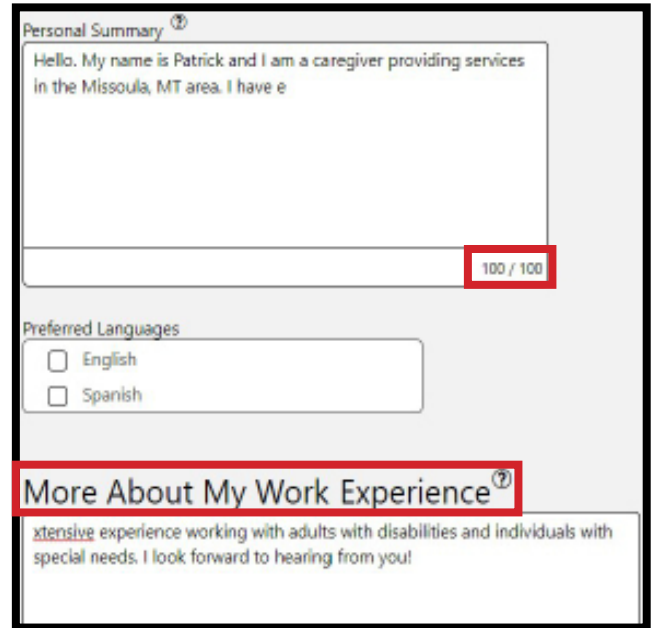 Personal Summary ?
Hello. My name is Patrick and I am a caregiver providing services
in the Missoula, MT area. I have e
100 / 100
Preferred Languages
English
Spanish
More About My Work Experience ?
xtensive experience working with adults with disabilities and individuals with
special needs. I look forward to hearing from you!